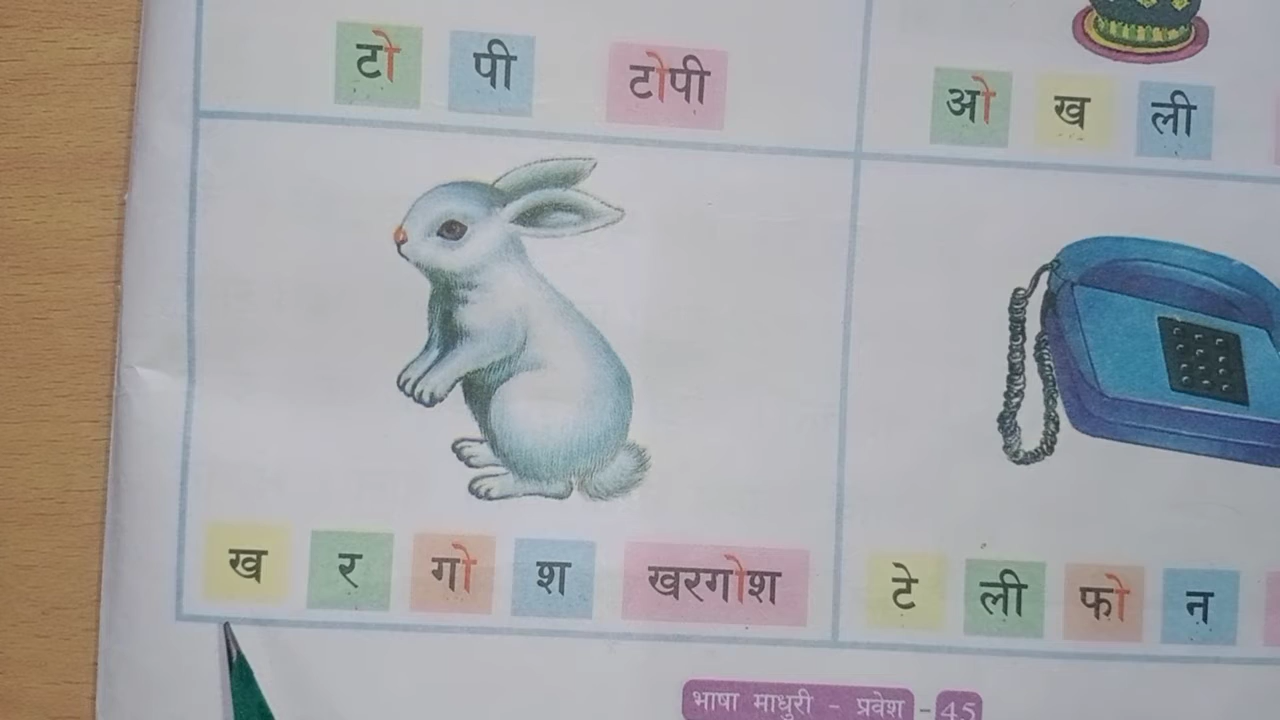 टो पी टोपी
ओ ख ली
ख र गो श खरगोश
टे ली फो न
भाषा माधुरी - प्रवेश - 45